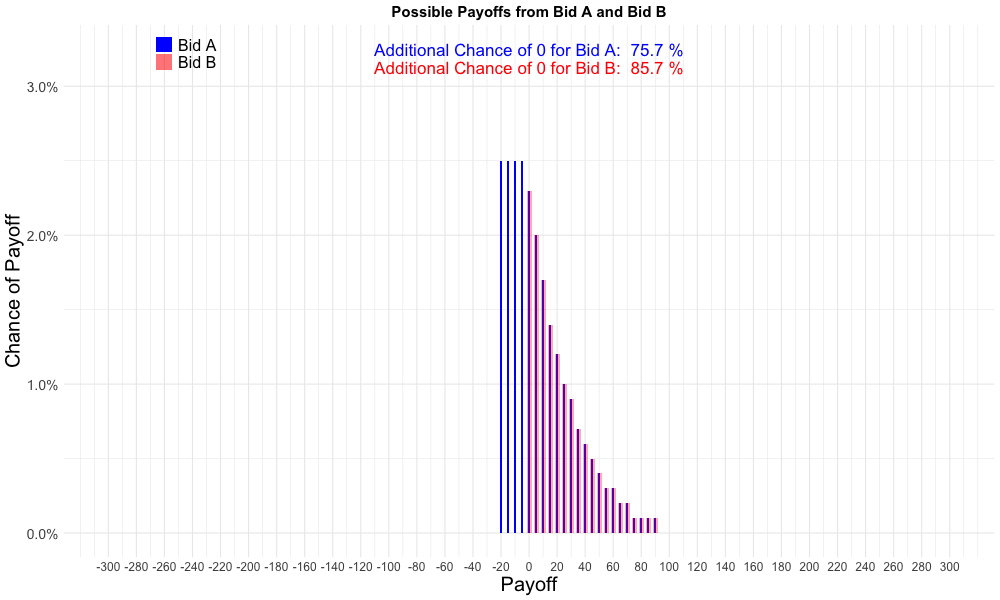 Possible Payoffs from Bid A and Bid B
Bid A
Bid B
Additional Chance of 0 for Bid A: 75.7 %
Additional Chance of 0 for Bid B: 85.7 %
Chance of Payoff
3.0%
2.0%
1.0%
0.0%
-300 -280 -260 -240 -220 -200 -180 -160 -140 -120 -100 -80 -60 -40 -20 0 20 40 60 80 100 120 140 160 180 200 220 240 260 280 300
Payoff